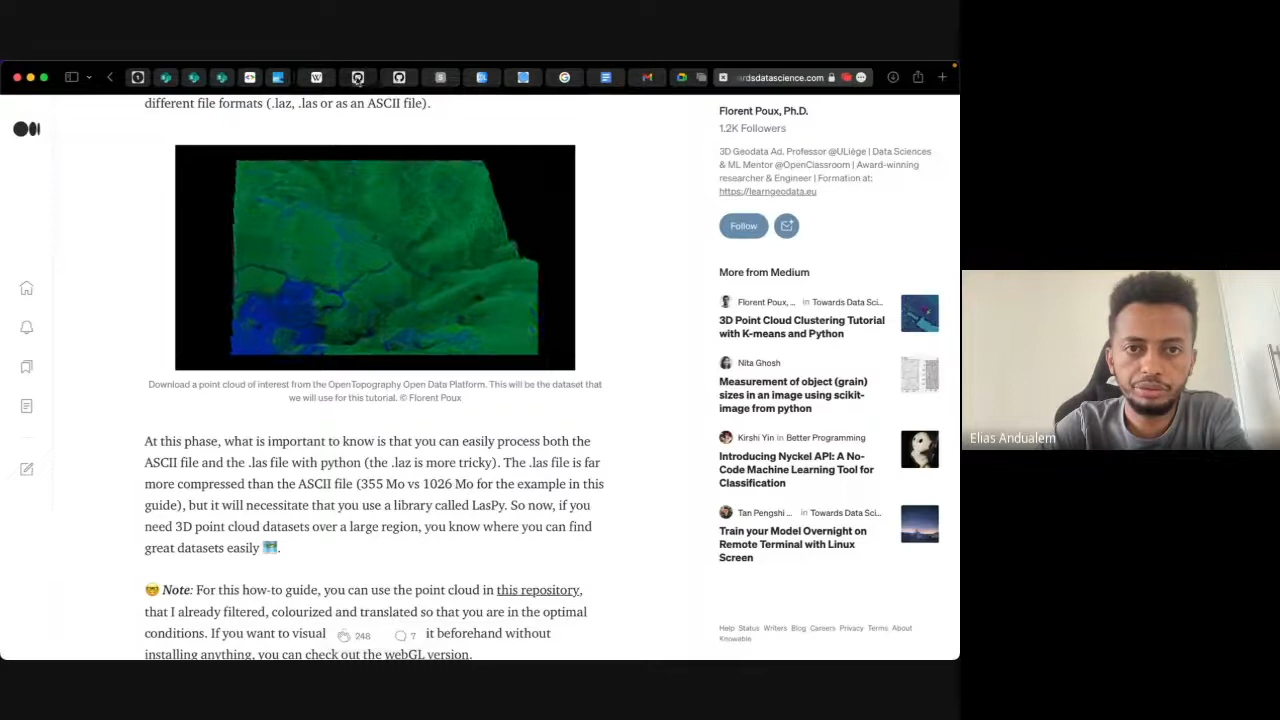 ardsdatascience.com
different file formats (.laz, .las or as an ASCII file).
Download a point cloud of interest from the OpenTopography Open Data Platform. This will be the dataset that
we will use for this tutorial. © Florent Poux
At this phase, what is important to know is that you can easily process both the
ASCII file and the .las file with python (the .laz is more tricky). The .las file is far
more compressed than the ASCII file (355 Mo vs 1026 Mo for the example in this
guide), but it will necessitate that you use a library called LasPy. So now, if you
need 3D point cloud datasets over a large region, you know where you can find
great datasets easily
Note: For this how-to guide, you can use the point cloud in this repository,
that I already filtered, colourized and translated so that you are in the optimal
conditions. If you want to visual 248 7 it beforehand without
installing anything, you can check out the webGL version.
Florent Poux, Ph.D.
1.2K Followers
3D Geodata Ad. Professor @ULiège | Data Sciences
& ML Mentor @OpenClassroom | Award-winning
researcher & Engineer | Formation at:
https://learngeodata.eu
Follow
More from Medium
Florent Poux, ... in Towards Data Sci...
3D Point Cloud Clustering Tutorial
with K-means and Python
Nita Ghosh
Measurement of object (grain)
sizes in an image using scikit-
image from python
Kirshi Yin in Better Programming
Introducing Nyckel API: A No-
Code Machine Learning Tool for
Classification
Tan Pengshi ... in Towards Data Sci...
Train your Model Overnight on
Remote Terminal with Linux
Screen
Help Status Writers Blog Careers Privacy Terms About
Knowable
Elias Andualem